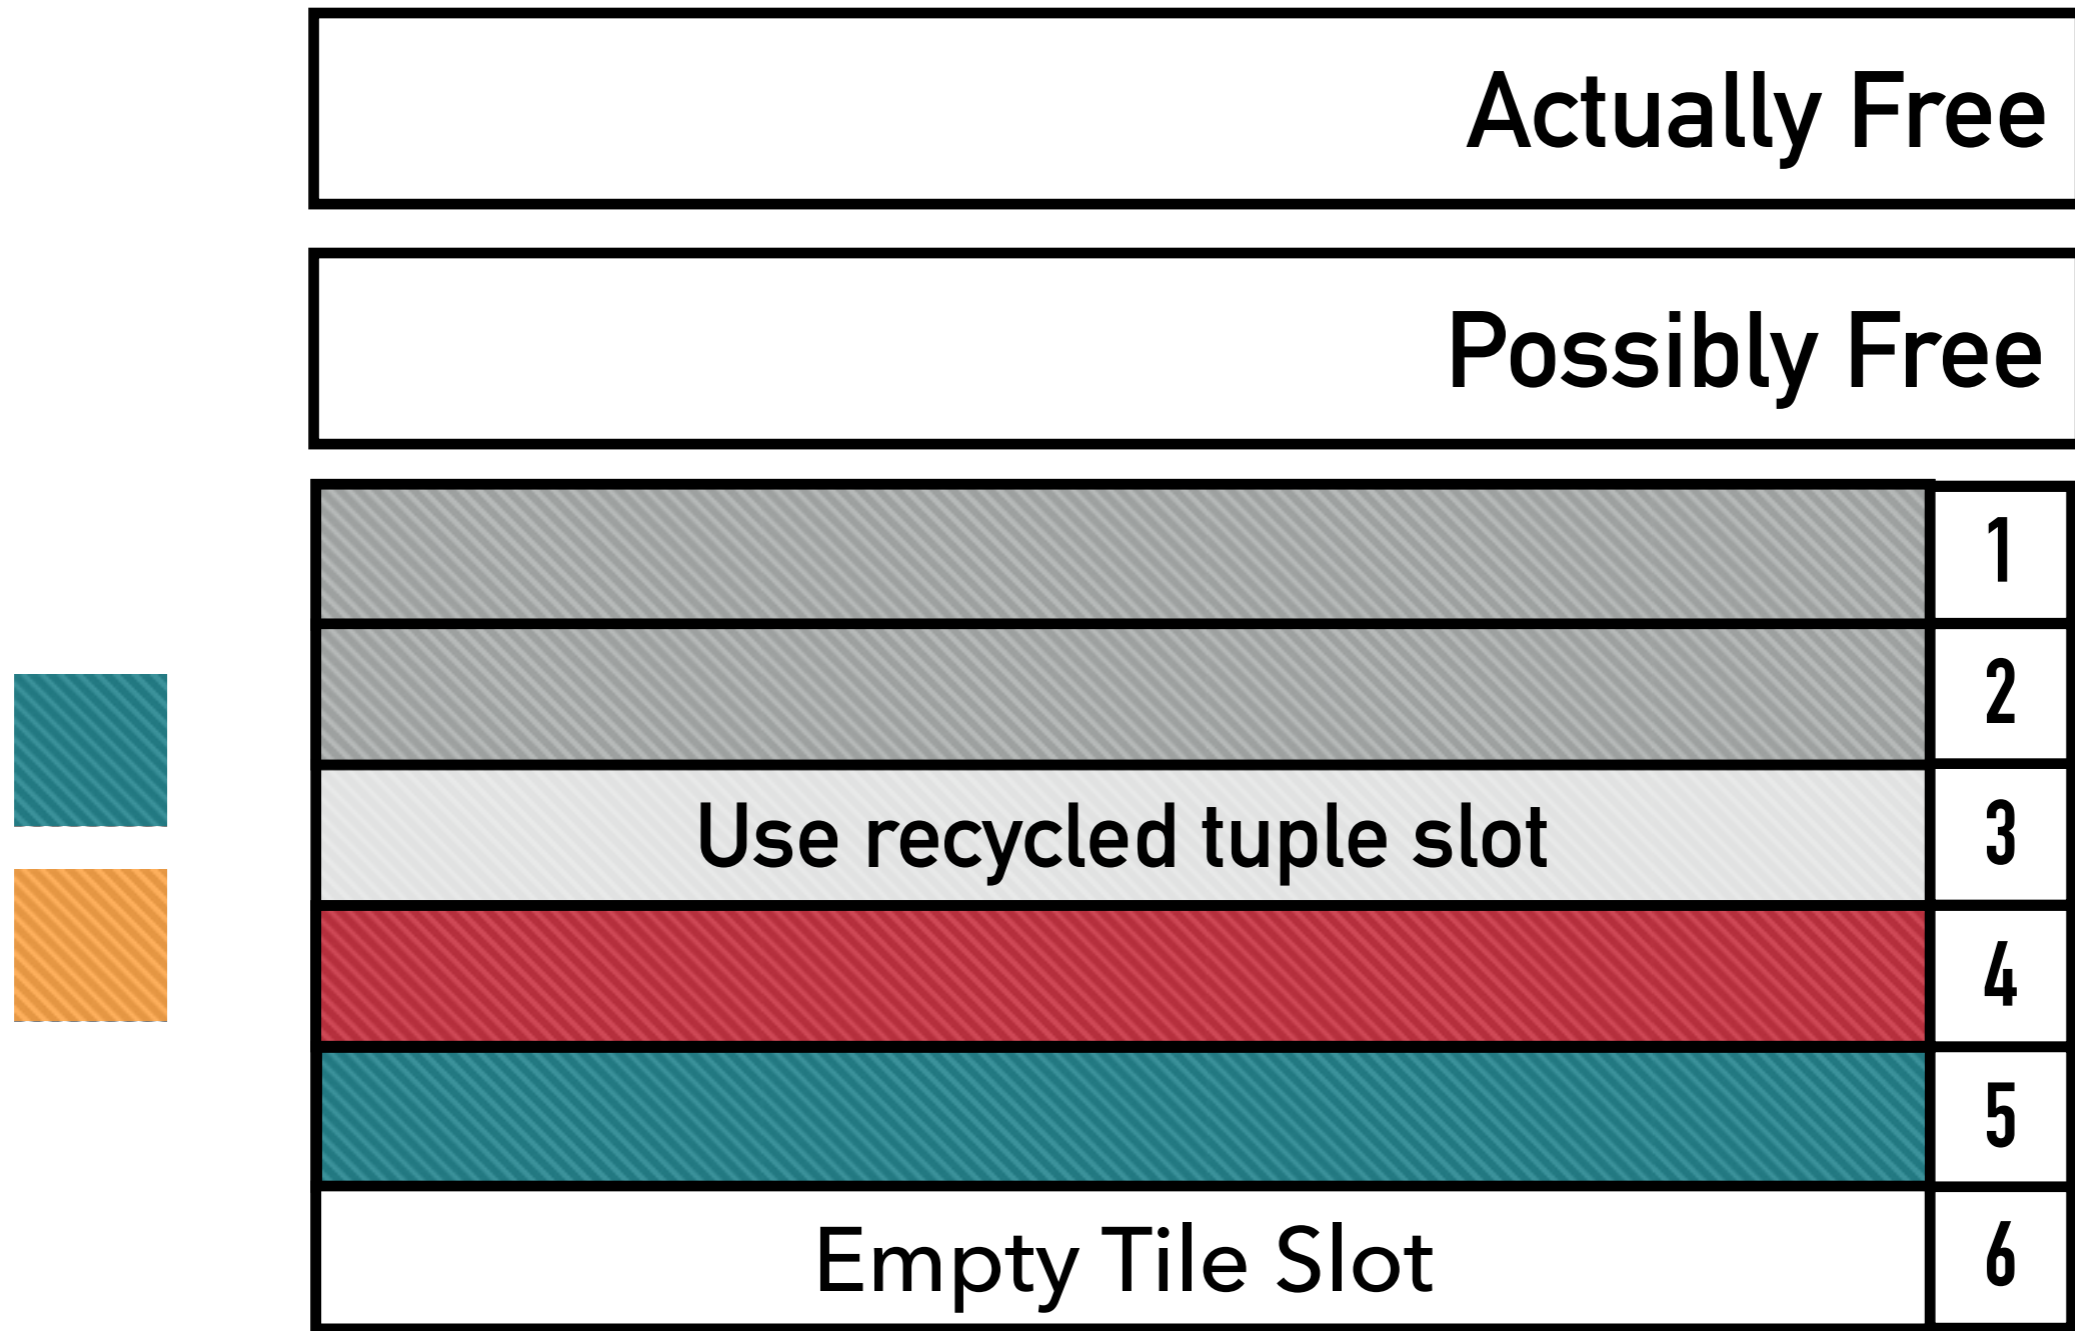 Actually Free
Possibly Free
1
2
Use recycled tuple slot 3
4
5
Empty Tile Slot 6